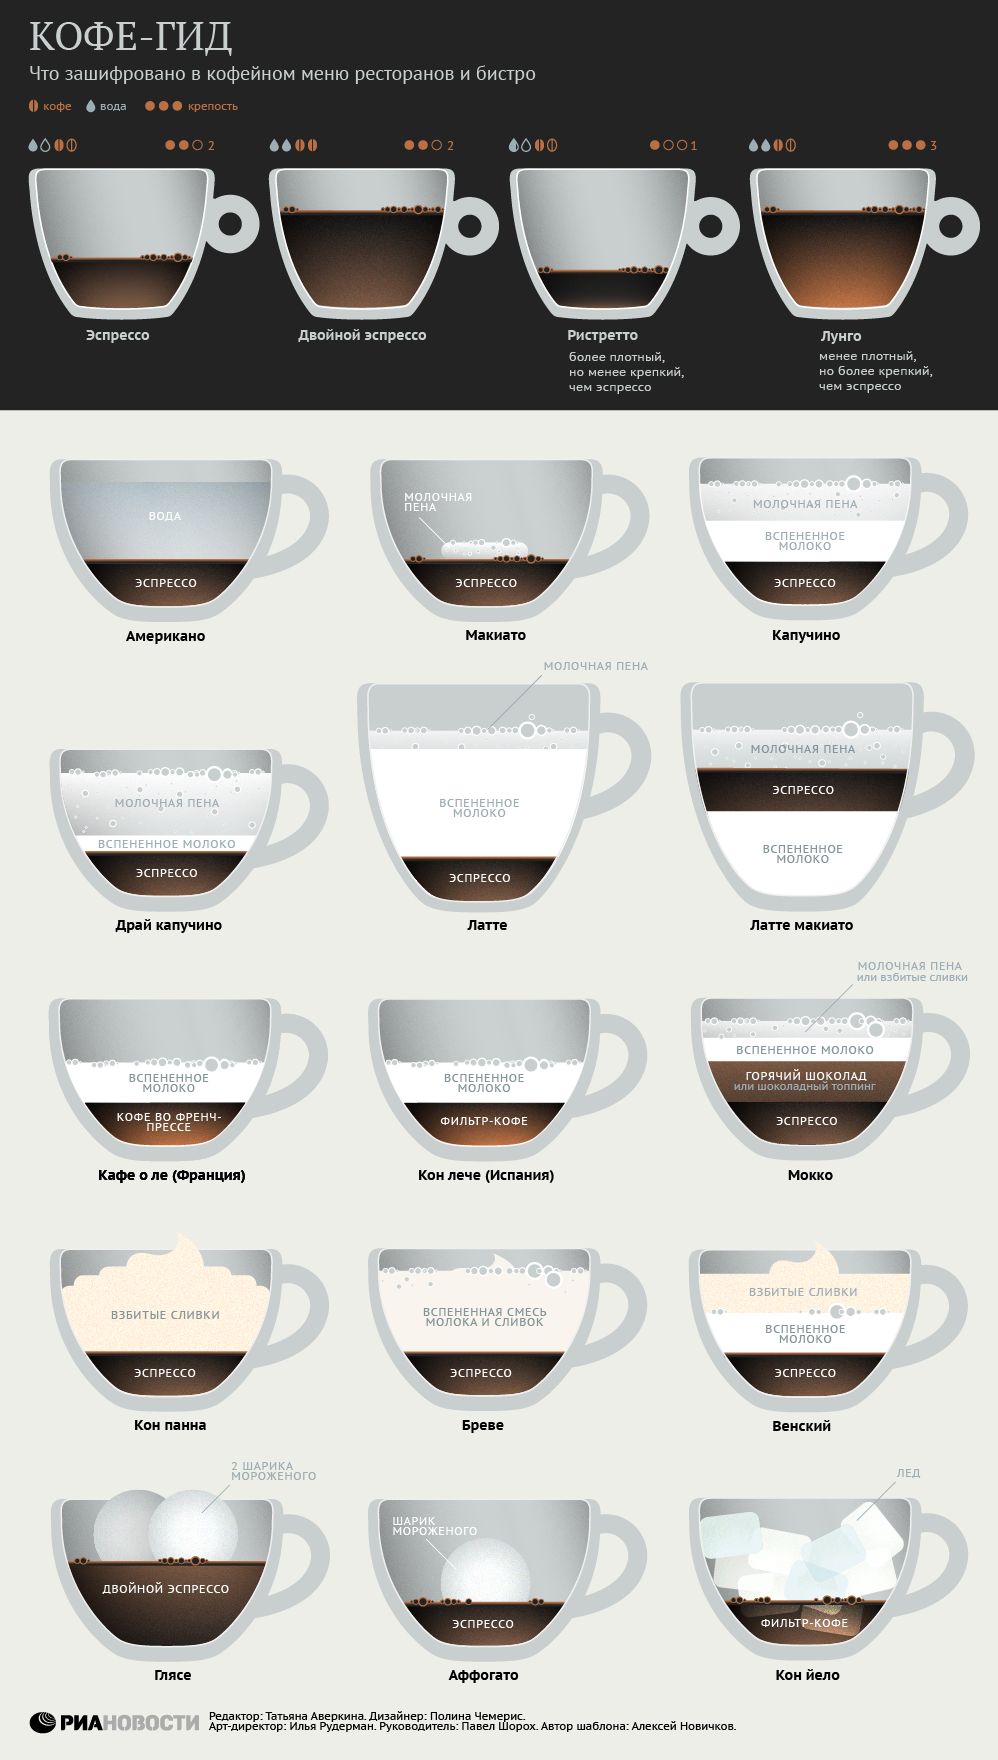 КОФЕ-ГИД
Что зашифровано в кофейном меню ресторанов и бистро
кофе вода крепость
2 2 1 3
Эспрессо
Двойной эспрессо
Ристретто
более плотный,
но менее крепкий,
чем эспрессо
Лунго
менее плотный,
но более крепкий,
чем эспрессо
ВОДА
ЭСПРЕССО
Американо
МОЛОЧНАЯ
ПЕНА
ЭСПРЕССО
Макиато
МОЛОЧНАЯ ПЕНА
ВСПЕНЕННОЕ
МОЛОКО
ЭСПРЕССО
Капучино
МОЛОЧНАЯ ПЕНА
ВСПЕНЕННОЕ МОЛОКО
ЭСПРЕССО
Драй капучино
МОЛОЧНАЯ ПЕНА
ВСПЕНЕННОЕ
МОЛОКО
ЭСПРЕССО
Латте
МОЛОЧНАЯ ПЕНА
ЭСПРЕССО
ВСПЕНЕННОЕ
МОЛОКО
Латте макиато
ВСПЕНЕННОЕ
МОЛОКО
КОФЕ ВО ФРЕНЧ-
ПРЕССЕ
Кафе о ле (Франция)
ВСПЕНЕННОЕ
МОЛОКО
ФИЛЬТР-КОФЕ
Кон лече (Испания)
МОЛОЧНАЯ ПЕНА
или взбитые сливки
ВСПЕНЕННОЕ МОЛОКО
ГОРЯЧИЙ ШОКОЛАД
или шоколадный топпинг
ЭСПРЕССО
Мокко
ВЗБИТЫЕ СЛИВКИ
ЭСПРЕССО
Кон панна
ВСПЕНЕННАЯ СМЕСЬ
МОЛОКА И СЛИВОК
ЭСПРЕССО
Бреве
ВЗБИТЫЕ СЛИВКИ
ВСПЕНЕННОЕ
МОЛОКО
ЭСПРЕССО
Венский
2 ШАРИКА
МОРОЖЕНОГО
ДВОЙНОЙ ЭСПРЕССО
Глясе
ШАРИК
МОРОЖЕНОГО
ЭСПРЕССО
Аффогато
ЛЕД
ФИЛЬТР-КОФЕ
Кон йело
РИАНОВОСТИ
Редактор: Татьяна Аверкина. Дизайнер: Полина Чемерис.
Арт-директор: Илья Рудерман. Руководитель: Павел Шорох. Автор шаблона: Алексей Новичков.